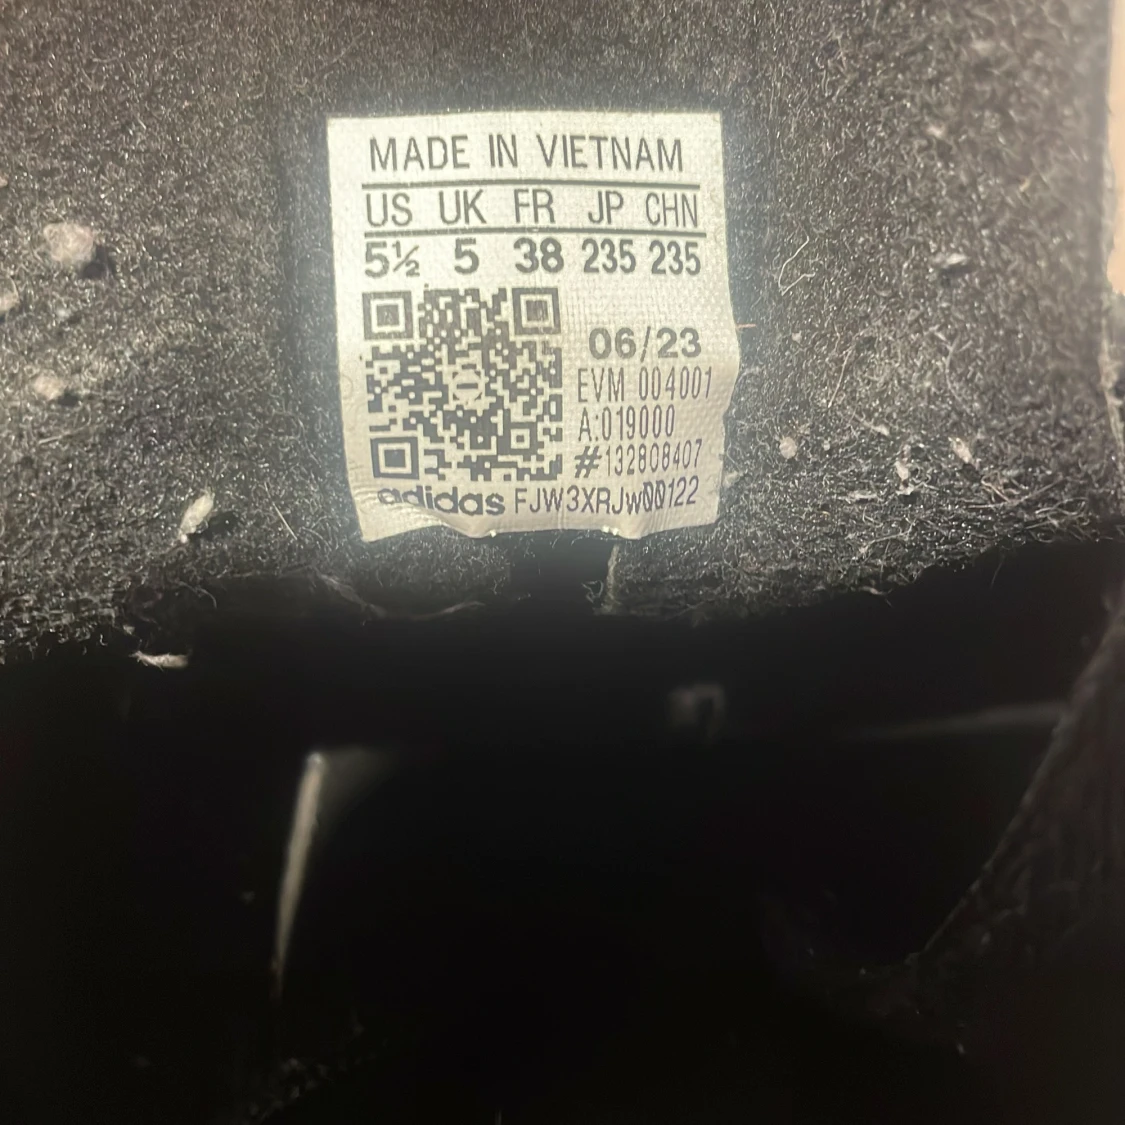 MADE IN VIETNAM
US UK FR JP CHN
5½ 5 38 235 235
06/23
EVM 004001
A:019000
#132808407
adidas FJW3XRJw00122